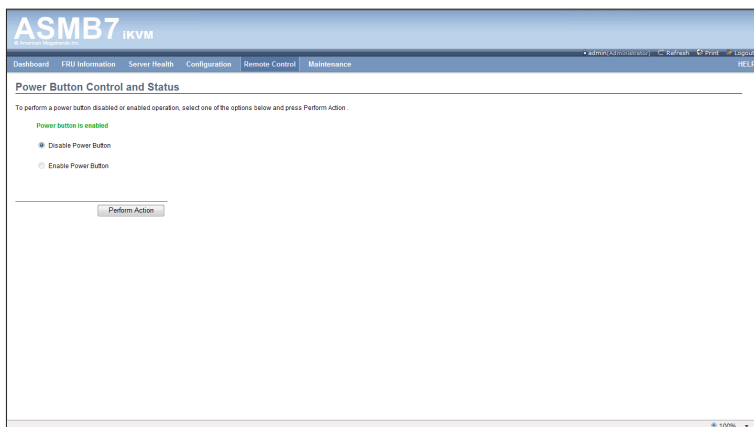 ASMB7 iKVM
© American Megatrends Inc.
• admin(Administrator) Refresh Print Logout
Dashboard FRU Information Server Health Configuration Remote Control Maintenance HELP
Power Button Control and Status
To perform a power button disabled or enabled operation, select one of the options below and press Perform Action .
Power button is enabled
Disable Power Button
Enable Power Button
Perform Action
100%